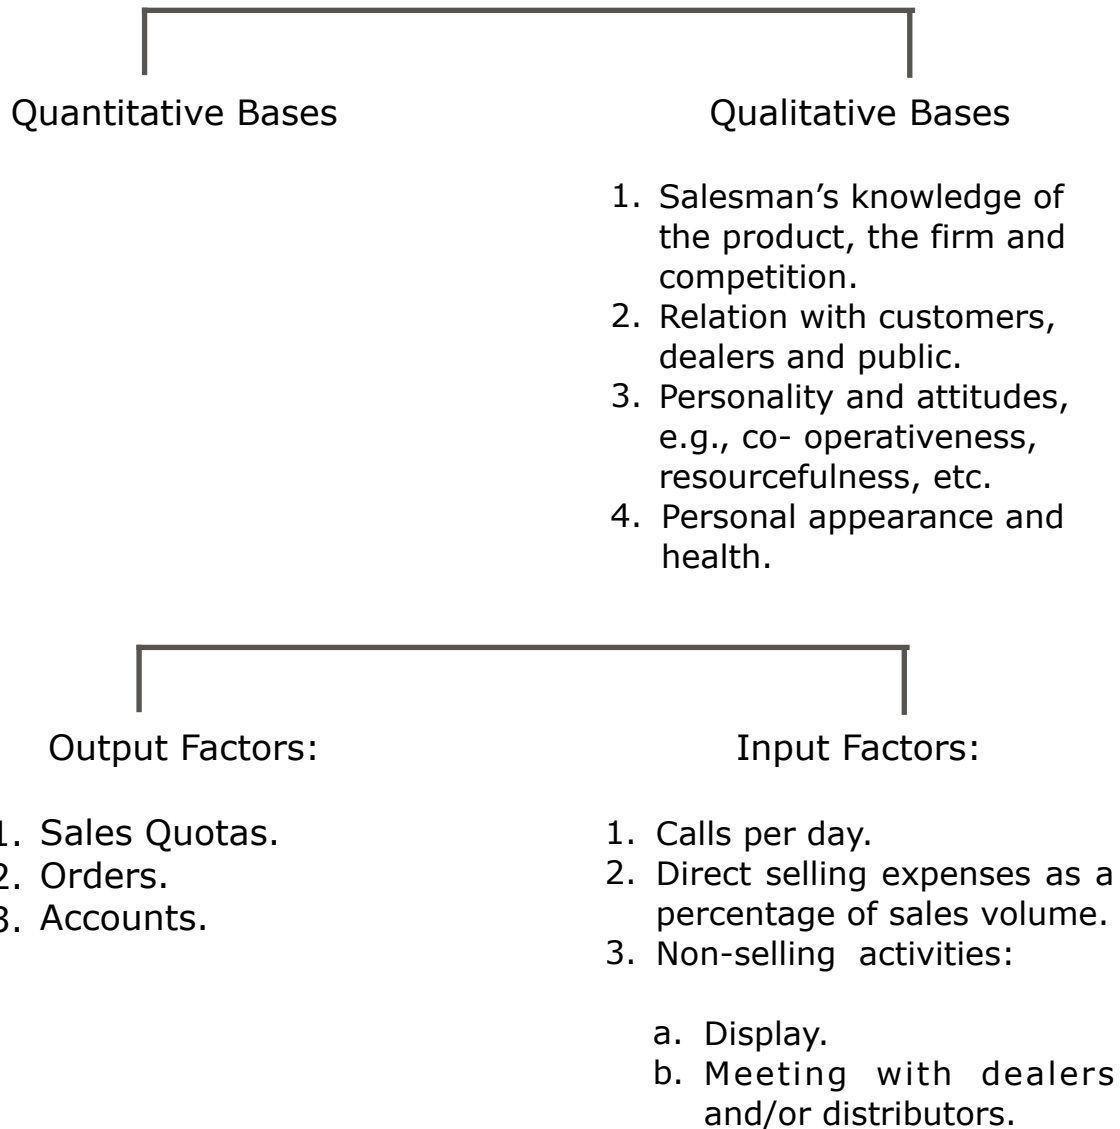 Quantitative Bases
Qualitative Bases
1. Salesman’s knowledge of
the product, the firm and
competition.
2. Relation with customers,
dealers and public.
3. Personality and attitudes,
e.g., co- operativeness,
resourcefulness, etc.
4. Personal appearance and
health.
Output Factors:
1. Sales Quotas.
2. Orders.
3. Accounts.
Input Factors:
1. Calls per day.
2. Direct selling expenses as a
percentage of sales volume.
3. Non-selling activities:
a. Display.
b. Meeting with dealers
and/or distributors.